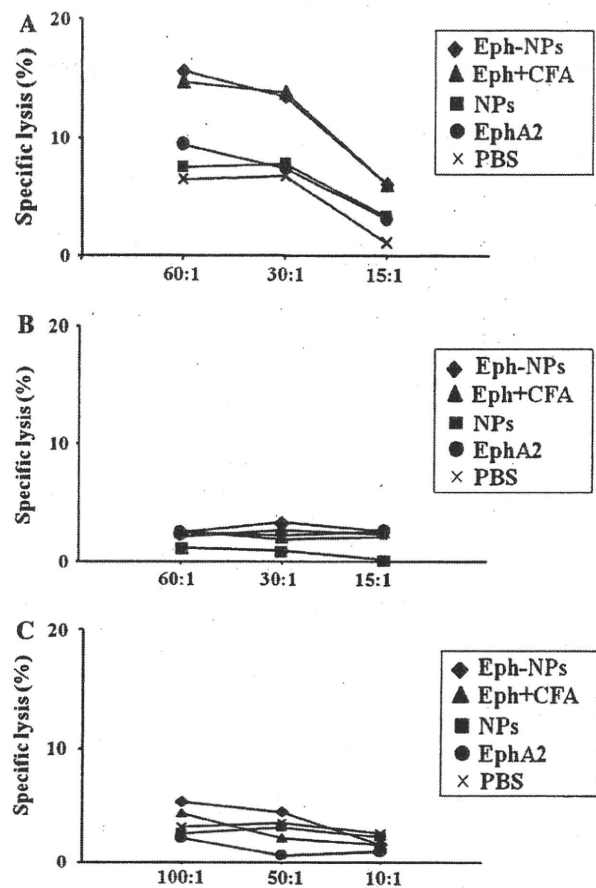 A
20
10
0
Specific lysis (%)
60:1 30:1 15:1
Eph-NPs
Eph+CFA
NPs
EphA2
PBS
B
20
10
0
Specific lysis (%)
60:1 30:1 15:1
Eph-NPs
Eph+CFA
NPs
EphA2
PBS
C
20
10
0
Specific lysis (%)
100:1 50:1 10:1
Eph-NPs
Eph+CFA
NPs
EphA2
PBS